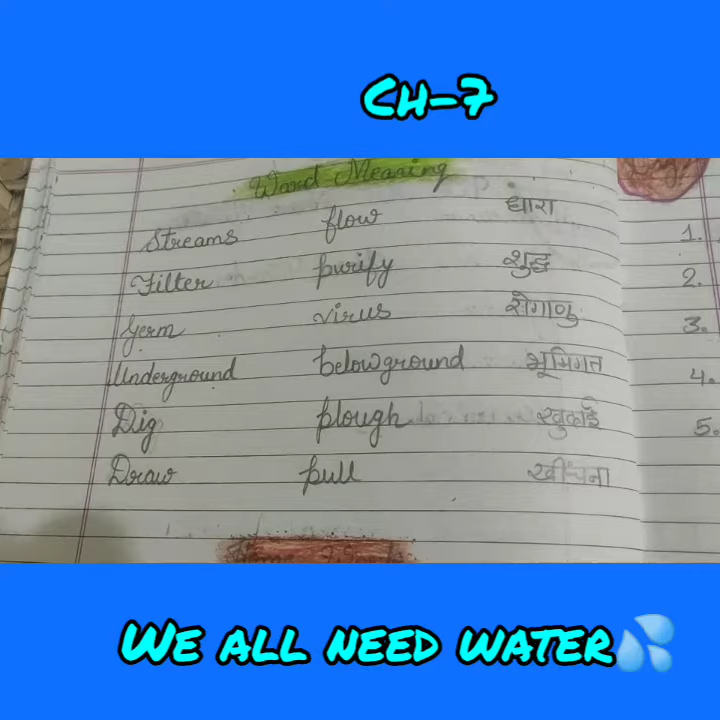 CH-7
Word Meaning
Streams flow धारा
Filter purify शुद्ध
Germ virus रोगाणु
Underground belowground भूमिगत
Dig plough खुदाई
Draw pull खींचना
1.
2.
3.
4.
5.
WE ALL NEED WATER💦